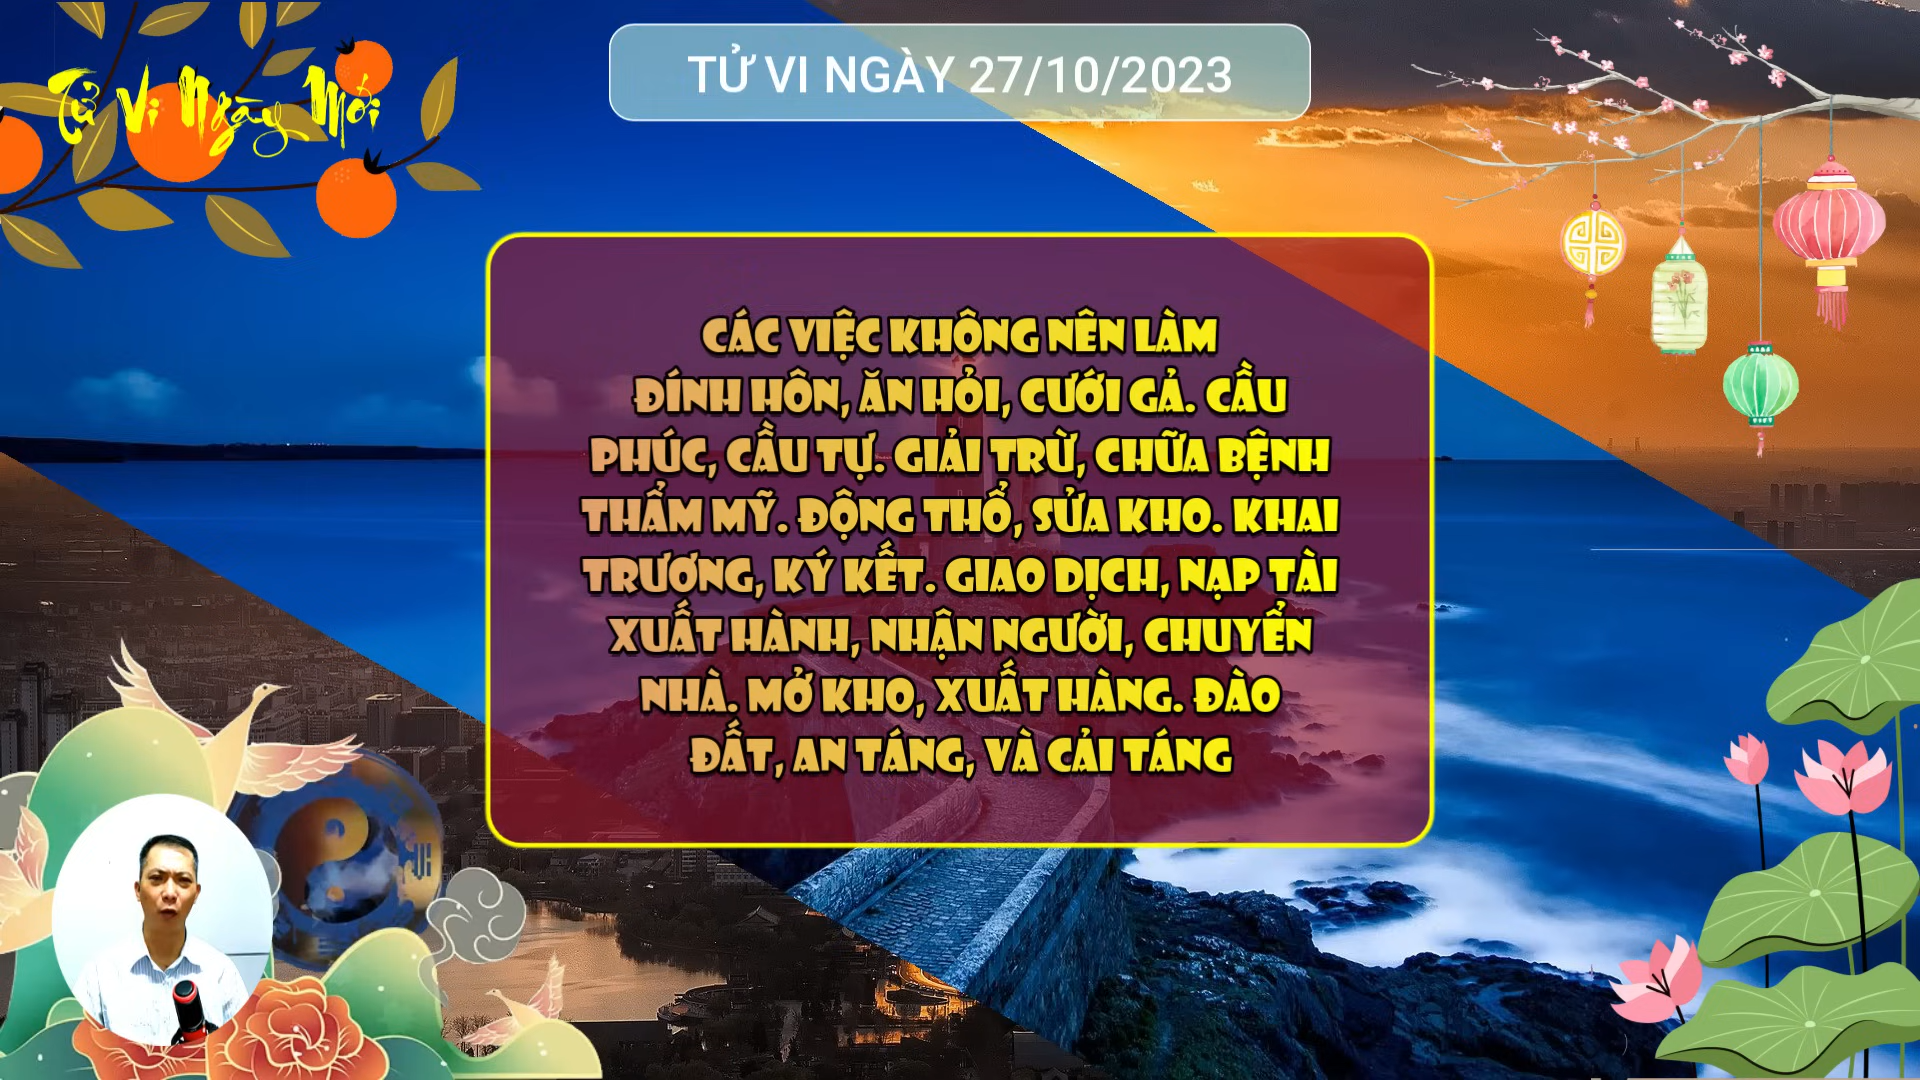 Tử Vi Ngày Mới
TỬ VI NGÀY 27/10/2023
CÁC VIỆC KHÔNG NÊN LÀM
ĐÍNH HÔN, ĂN HỎI, CƯỚI GẢ. CẦU
PHÚC, CẦU TỰ. GIẢI TRỪ, CHỮA BỆNH
THẨM MỸ. ĐỘNG THỔ, SỬA KHO. KHAI
TRƯƠNG, KÝ KẾT. GIAO DỊCH, NẠP TÀI
XUẤT HÀNH, NHẬN NGƯỜI, CHUYỂN
NHÀ. MỞ KHO, XUẤT HÀNG. ĐÀO
ĐẤT, AN TÁNG, VÀ CẢI TÁNG